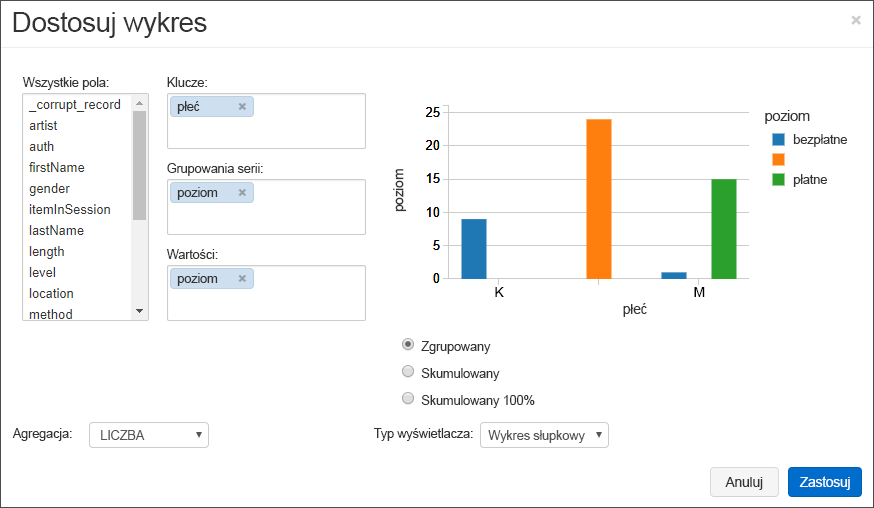 Dostosuj wykres
×
Wszystkie pola:
_corrupt_record
artist
auth
firstName
gender
itemInSession
lastName
length
level
location
method
Klucze:
płeć ×
Grupowania serii:
poziom ×
Wartości:
poziom ×
poziom
25
20
15
10
5
0
K
M
płeć
poziom
bezpłatne
płatne
Zgrupowany
Skumulowany
Skumulowany 100%
Agregacja: LICZBA
Typ wyświetlacza: Wykres słupkowy
Anuluj
Zastosuj